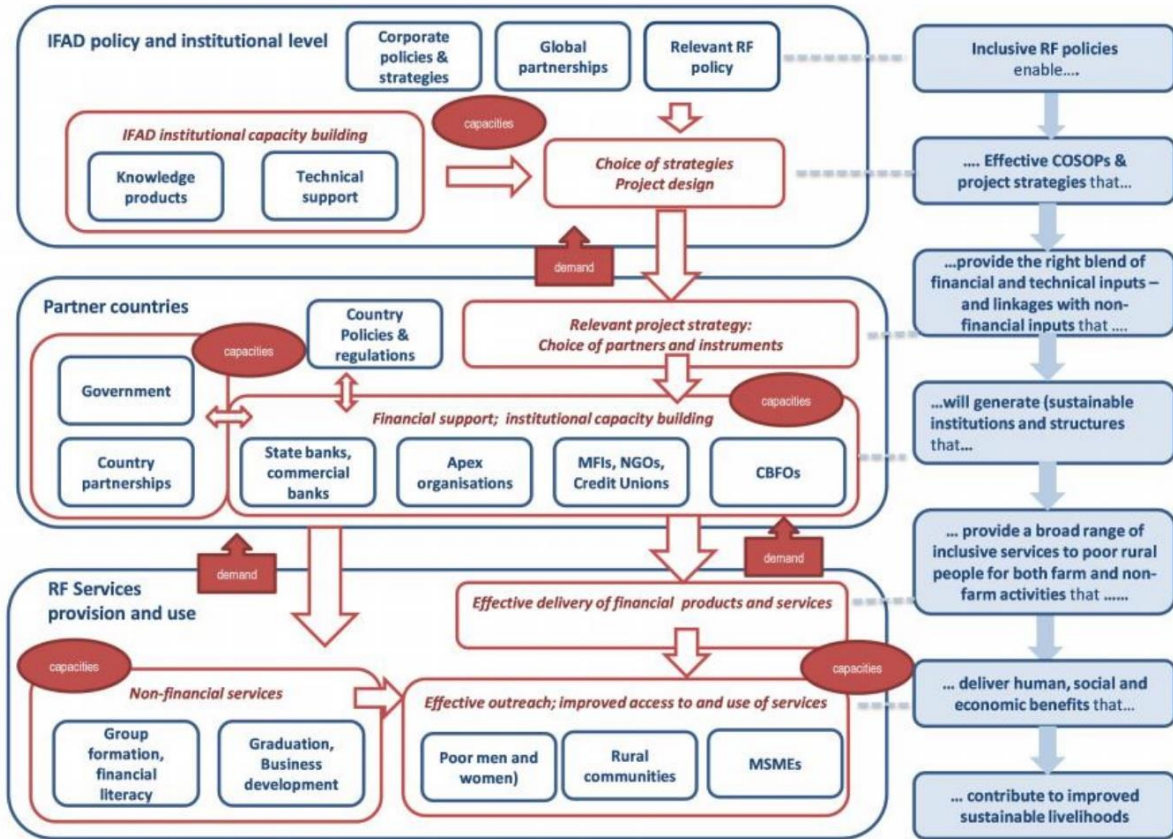 IFAD policy and institutional level
Corporate
policies &
strategies
Global
partnerships
Relevant RF
policy
capacities
IFAD institutional capacity building
Knowledge
products
Technical
support
Choice of strategies
Project design
demand
Partner countries
Country
Policies &
regulations
capacities
Relevant project strategy:
Choice of partners and instruments
Government
Country
partnerships
capacities
Financial support; institutional capacity building
State banks,
commercial
banks
Apex
organisations
MFIs, NGOs,
Credit Unions
CBFOs
demand
demand
RF Services
provision and use
Effective delivery of financial products and services
capacities
Non-financial services
Group
formation,
financial
literacy
Graduation,
Business
development
capacities
Effective outreach; improved access to and use of services
Poor men and
women)
Rural
communities
MSMEs
Inclusive RF policies
enable….
…. Effective COSOPs &
project strategies that…
…provide the right blend of
financial and technical inputs –
and linkages with non-
financial inputs that ….
…will generate (sustainable
institutions and structures
that…
… provide a broad range of
inclusive services to poor rural
people for both farm and non-
farm activities that ……
… deliver human, social and
economic benefits that…
… contribute to improved
sustainable livelihoods